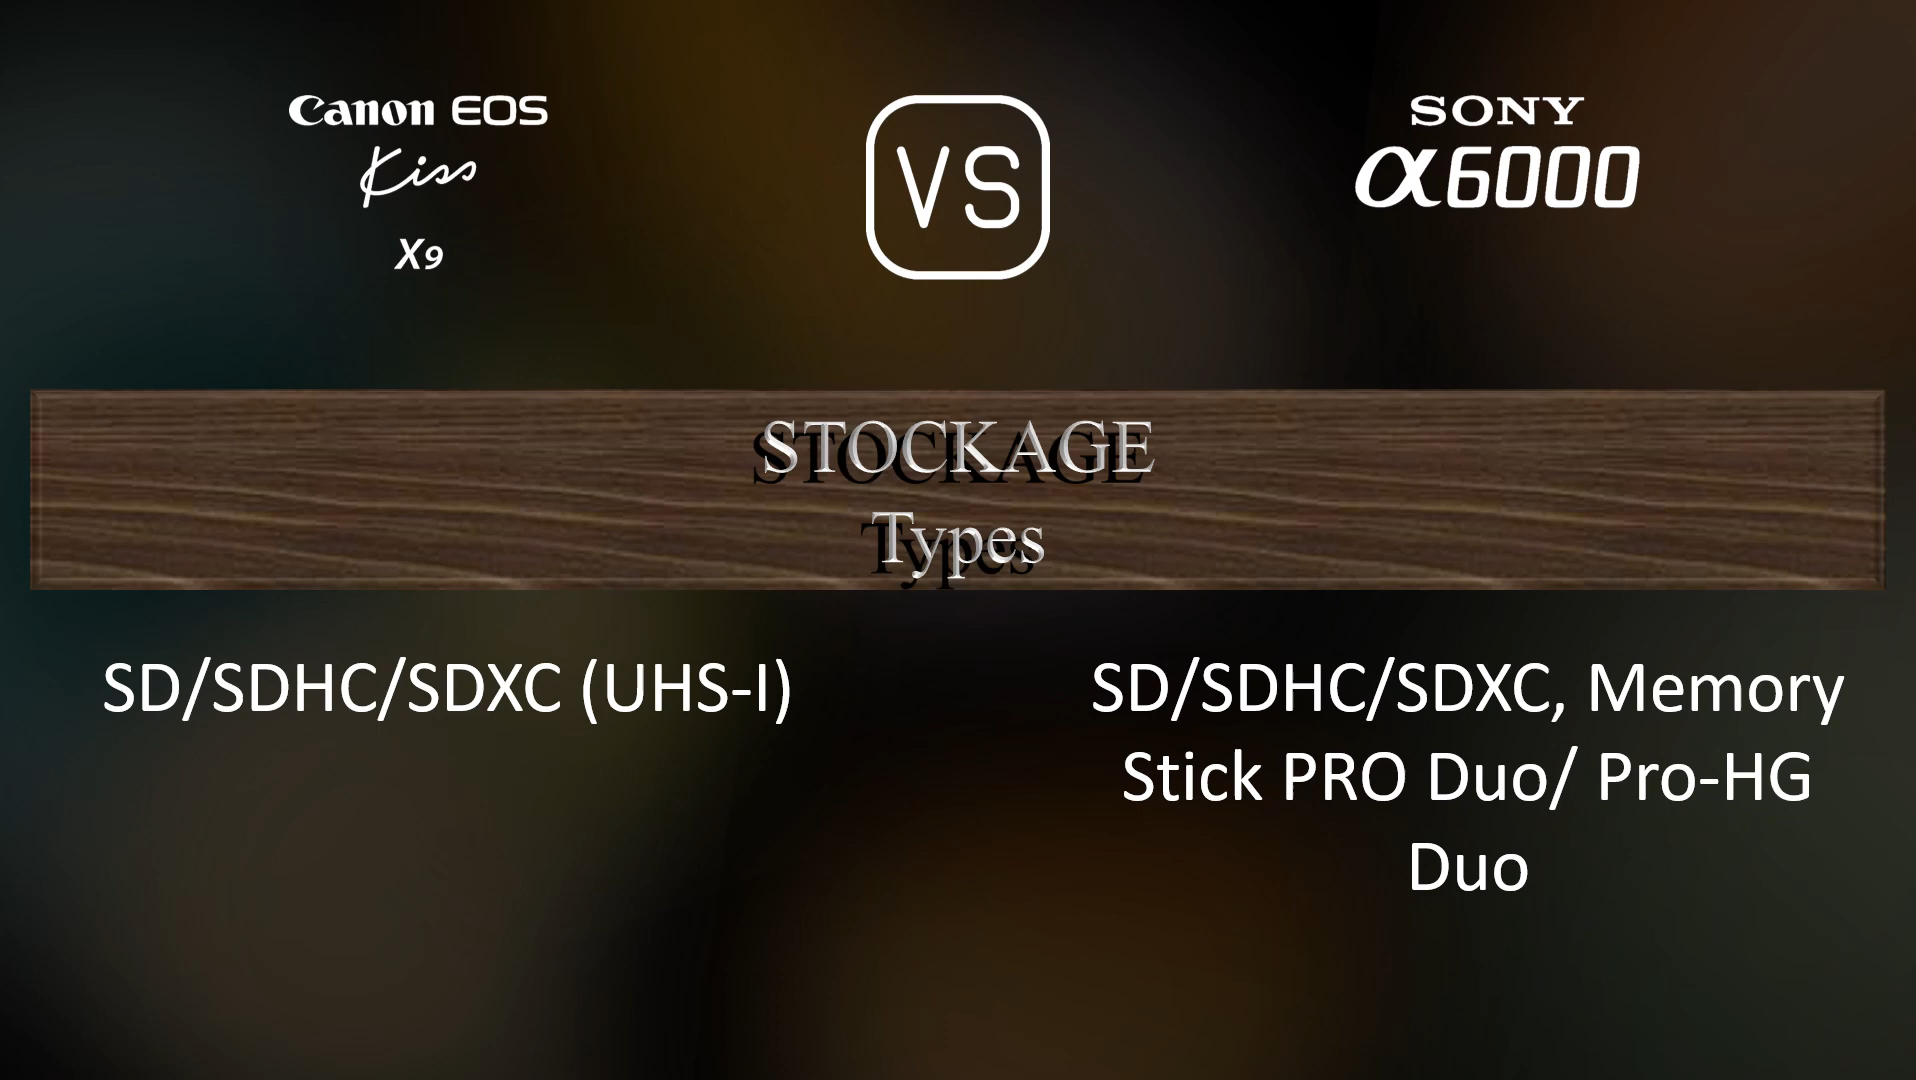 Canon EOS
Kiss
X9
VS
SONY
α6000
STOCKAGE
Types
SD/SDHC/SDXC (UHS-I)
SD/SDHC/SDXC, Memory
Stick PRO Duo/ Pro-HG
Duo